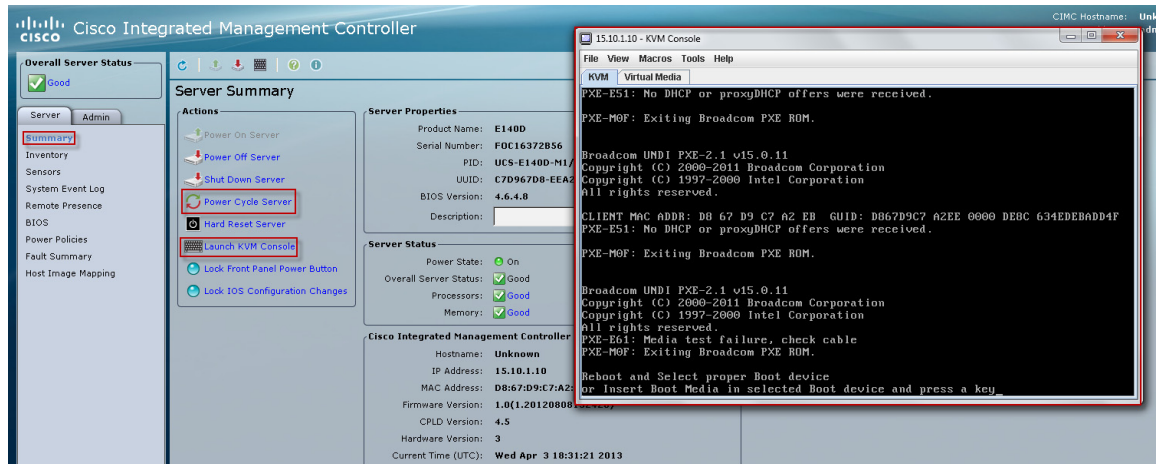 CISCO
Cisco Integrated Management Controller
CIMC Hostname:
Overall Server Status
Good
Server
Admin
Summary
Inventory
Sensors
System Event Log
Remote Presence
BIOS
Power Policies
Fault Summary
Host Image Mapping
Server Summary
Actions
Power On Server
Power Off Server
Shut Down Server
Power Cycle Server
Hard Reset Server
Launch KVM Console
Lock Front Panel Power Button
Lock IOS Configuration Changes
Server Properties
Product Name: E140D
Serial Number: FOC16372B56
PID: UCS-E140D-M1/
UUID: C7D967D8-EEA2
BIOS Version: 4.6.4.8
Description:
Server Status
Power State: On
Overall Server Status: Good
Processors: Good
Memory: Good
Cisco Integrated Management Controller
Hostname: Unknown
IP Address: 15.10.1.10
MAC Address: D8:67:D9:C7:A2:
Firmware Version:
CPLD Version: 4.5
Hardware Version: 3
Current Time (UTC): Wed Apr 3 18:31:21 2013
15.10.1.10 - KVM Console
File View Macros Tools Help
KVM Virtual Media
PXE-E51: No DHCP or proxyDHCP offers were received.
PXE-M0F: Exiting Broadcom PXE ROM.
Broadcom UNDI PXE-2.1 v15.0.11
Copyright (C) 2000-2011 Broadcom Corporation
Copyright (C) 1997-2000 Intel Corporation
All rights reserved.
CLIENT MAC ADDR: D8 67 D9 C7 A2 EB GUID: D867D9C7 A2EE 0000 DE8C 634EDEBADD4F
PXE-E51: No DHCP or proxyDHCP offers were received.
PXE-M0F: Exiting Broadcom PXE ROM.
Broadcom UNDI PXE-2.1 v15.0.11
Copyright (C) 2000-2011 Broadcom Corporation
Copyright (C) 1997-2000 Intel Corporation
All rights reserved.
PXE-E61: Media test failure, check cable
PXE-M0F: Exiting Broadcom PXE ROM.
Reboot and Select proper Boot device
or Insert Boot Media in selected Boot device and press a key_